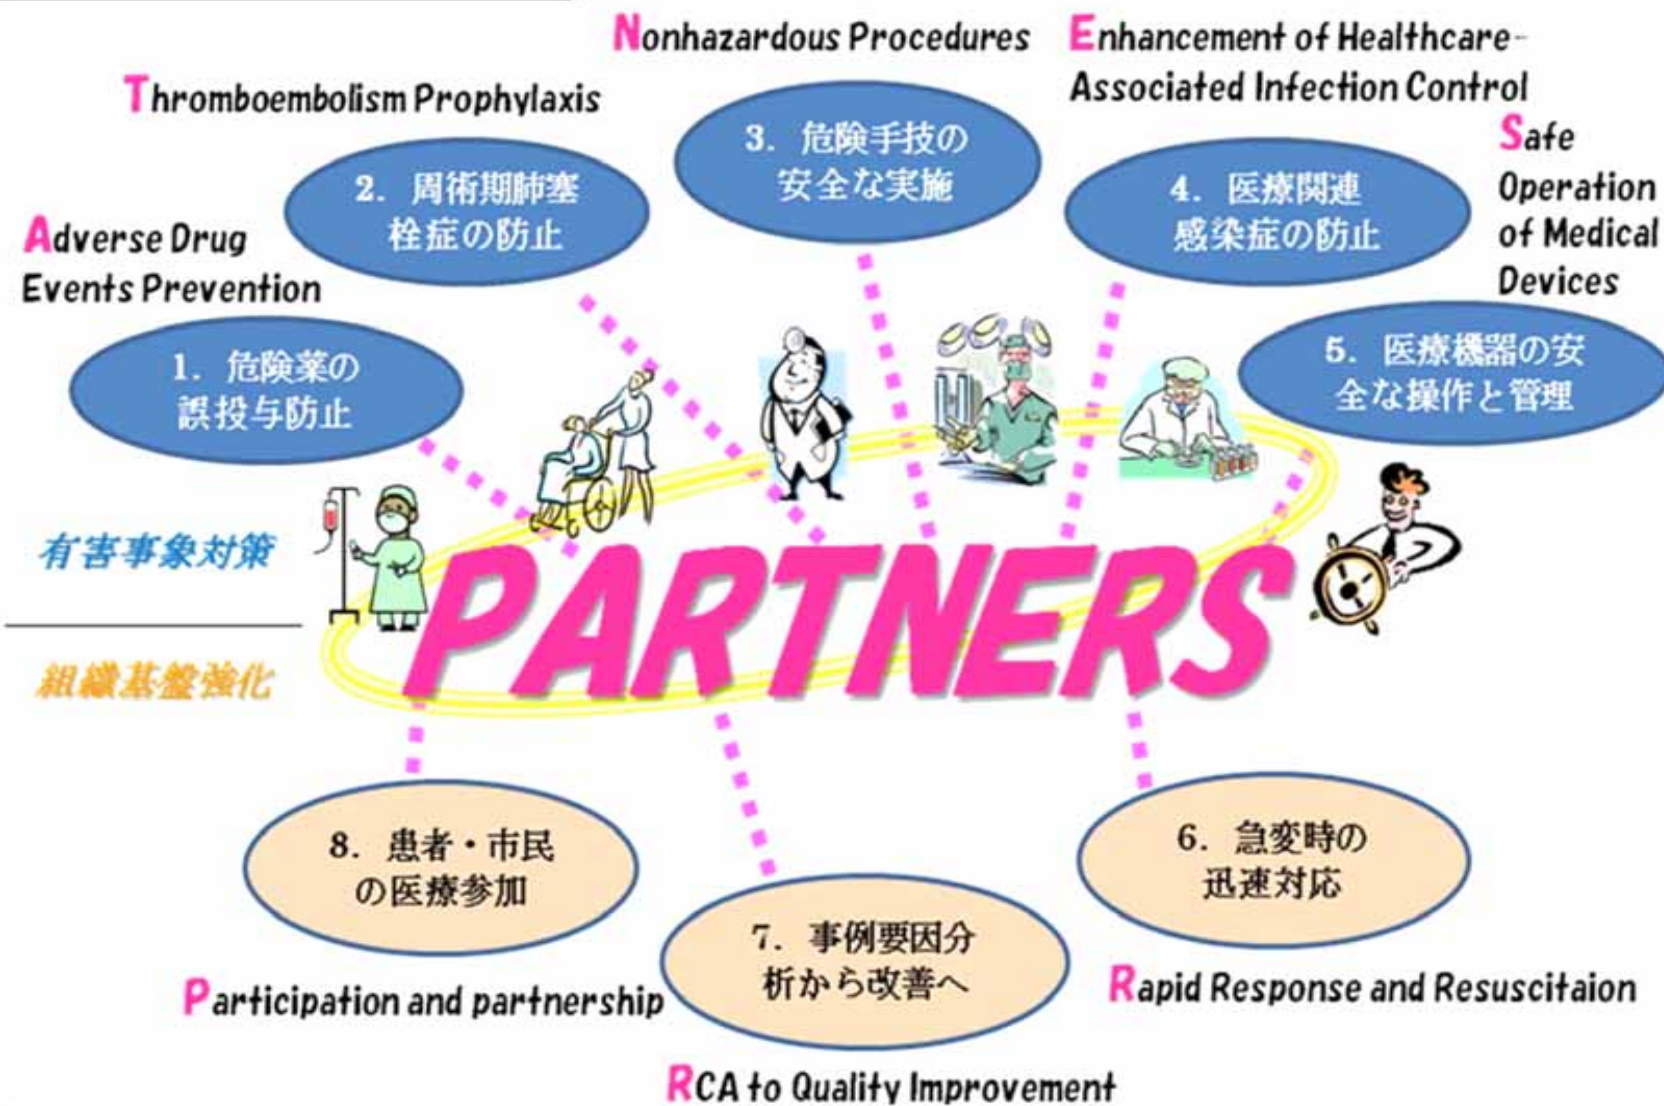 Nonhazardous Procedures
Enhancement of Healthcare-
Associated Infection Control
Thromboembolism Prophylaxis
Safe
Operation
of Medical
Devices
Adverse Drug
Events Prevention
1. 危険薬の
誤投与防止
2. 周術期肺塞
栓症の防止
3. 危険手技の
安全な実施
4. 医療関連
感染症の防止
5. 医療機器の安
全な操作と管理
有害事象対策
PARTNERS
組織基盤強化
8. 患者・市民
の医療参加
7. 事例要因分
析から改善へ
6. 急変時の
迅速対応
Participation and partnership
Rapid Response and Resuscitaion
RCA to Quality Improvement